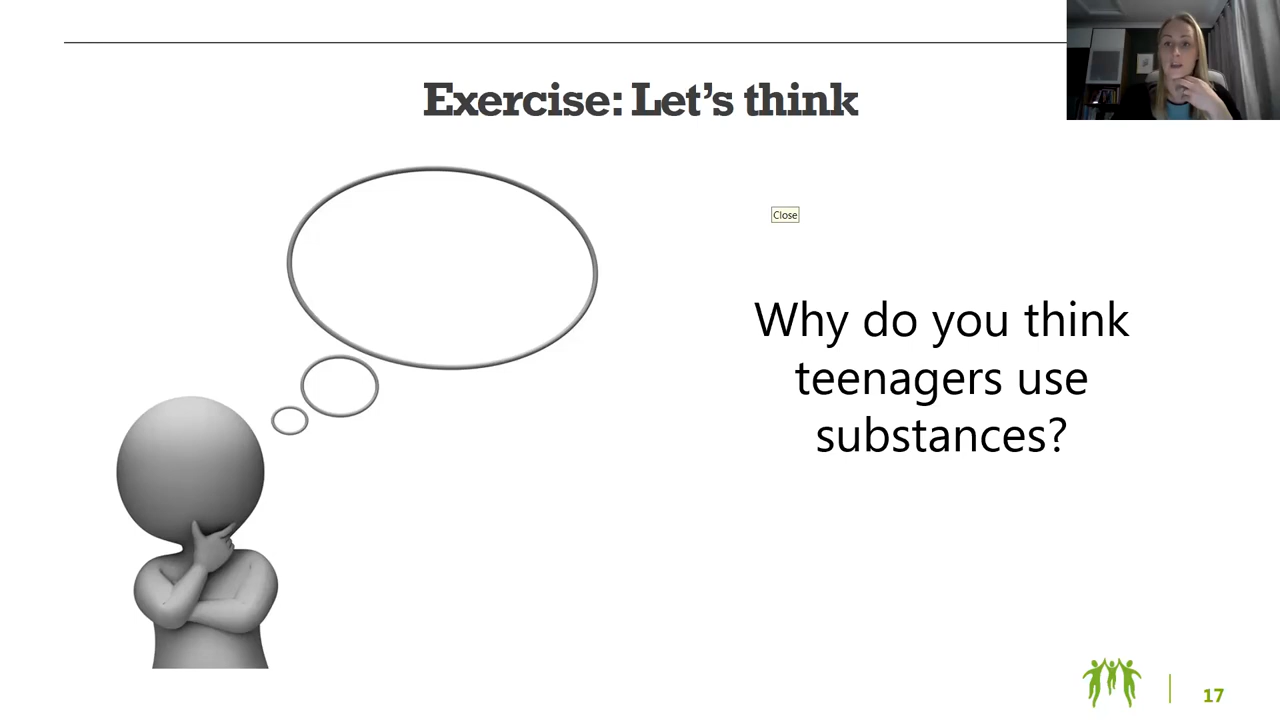 Exercise: Let’s think
Close
Why do you think
teenagers use
substances?
17